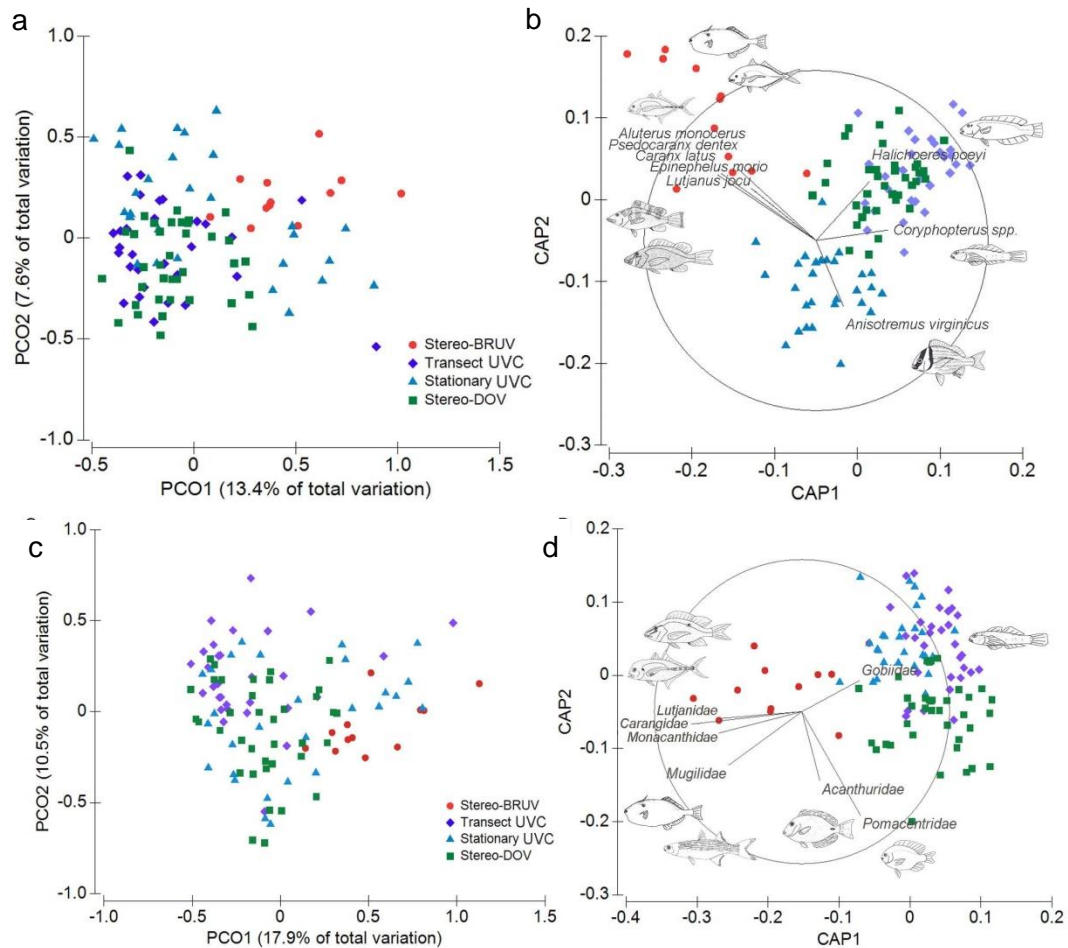 a
1.0
0.5
0
-0.5
-1.0
PCO2 (7.6% of total variation)
Stereo-BRUV
Transect UVC
Stationary UVC
Stereo-DOV
-0.5
0
0.5
1.0
1.5
PCO1 (13.4% of total variation)
b
0.2
0.1
0
-0.1
-0.2
-0.3
CAP2
Aluterus monocerus
Psedocaranx dentex
Caranx latus
Epinephelus morio
Lutjanus jocu
Halichoeres poeyi
Coryphopterus spp.
Anisotremus virginicus
-0.3
-0.2
-0.1
0
0.1
0.2
CAP1
c
1.0
0.5
0
-0.5
-1.0
PCO2 (10.5% of total variation)
Stereo-BRUV
Transect UVC
Stationary UVC
Stereo-DOV
-1.0
-0.5
0
0.5
1.0
1.5
PCO1 (17.9% of total variation)
d
0.2
0.1
0
-0.1
-0.2
-0.3
CAP2
Gobiidae
Lutjanidae
Carangidae
Monacanthidae
Mugilidae
Acanthuridae
Pomacentridae
-0.4
-0.3
-0.2
-0.1
0
0.1
0.2
CAP1